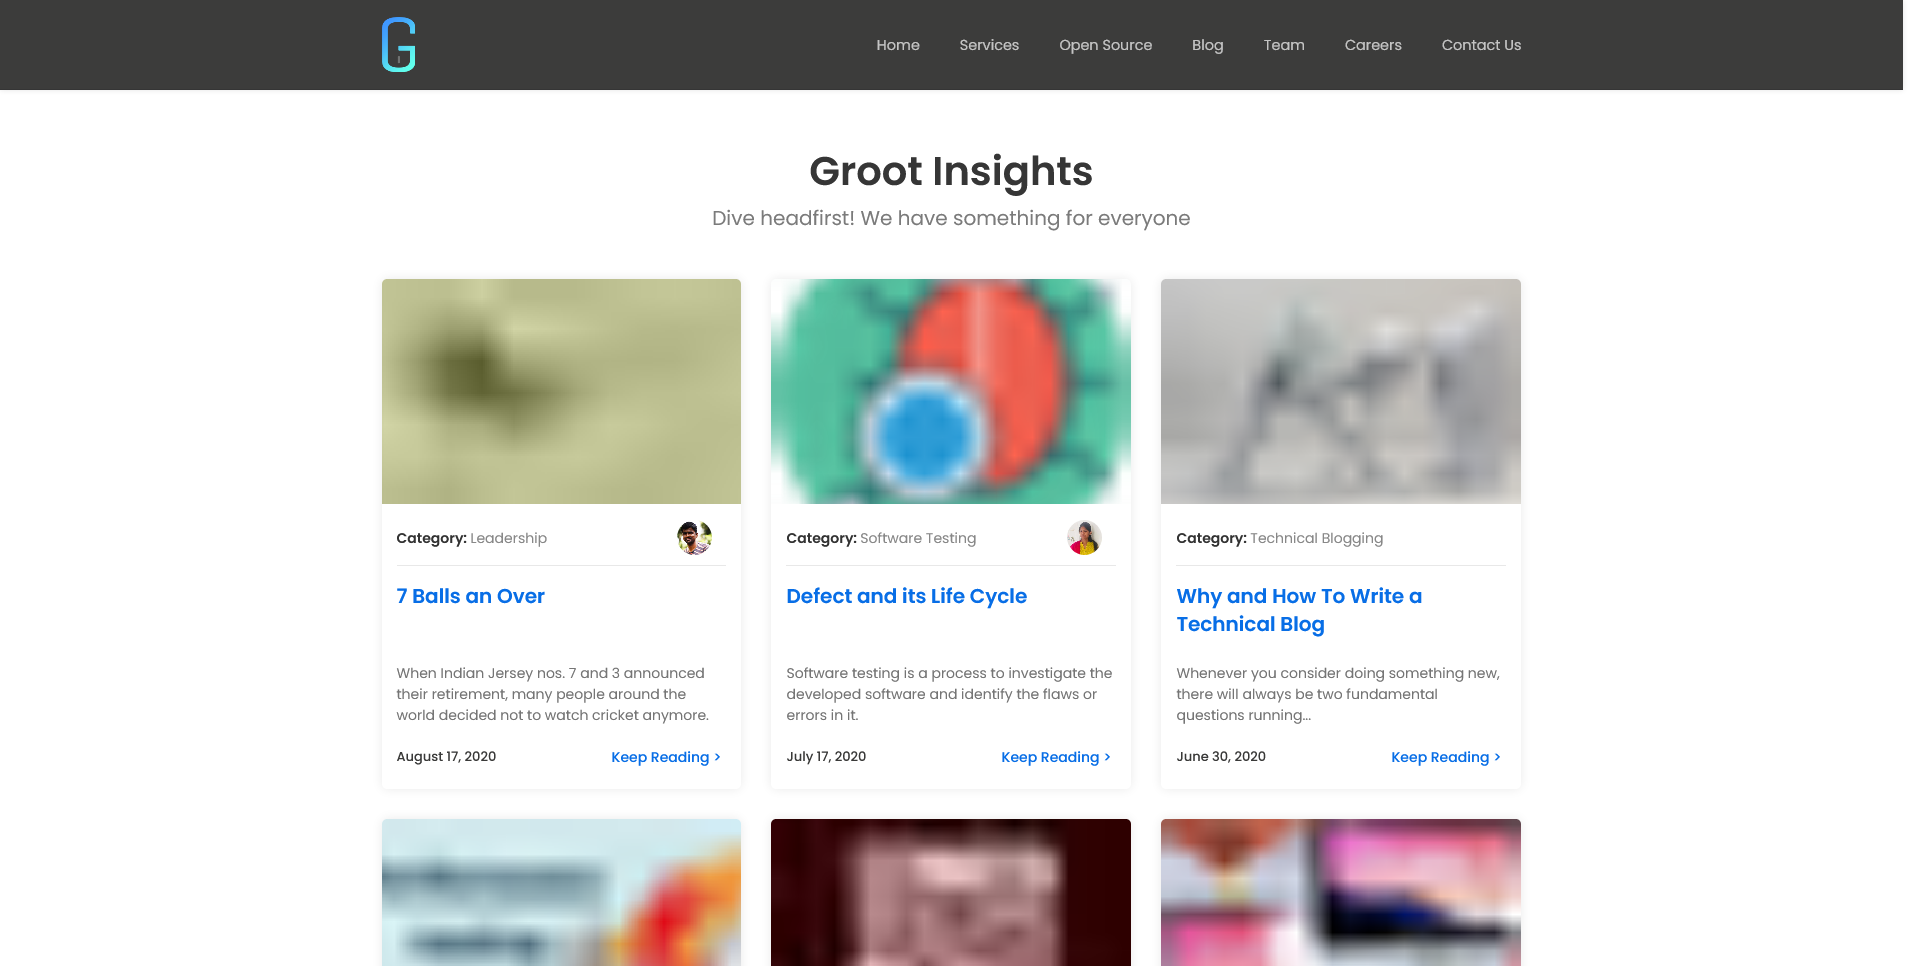 Home Services Open Source Blog Team Careers Contact Us
Groot Insights
Dive headfirst! We have something for everyone
Category: Leadership
7 Balls an Over
When Indian Jersey nos. 7 and 3 announced
their retirement, many people around the
world decided not to watch cricket anymore.
August 17, 2020 Keep Reading >
Category: Software Testing
Defect and its Life Cycle
Software testing is a process to investigate the
developed software and identify the flaws or
errors in it.
July 17, 2020 Keep Reading >
Category: Technical Blogging
Why and How To Write a
Technical Blog
Whenever you consider doing something new,
there will always be two fundamental
questions running...
June 30, 2020 Keep Reading >